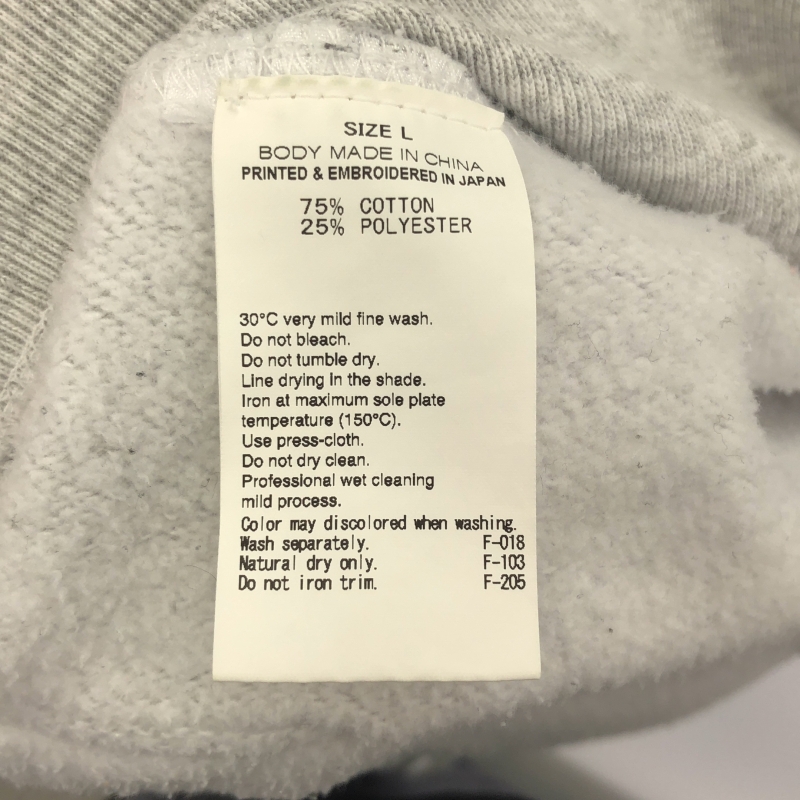 SIZE L
BODY MADE IN CHINA
PRINTED & EMBROIDERED IN JAPAN
75% COTTON
25% POLYESTER
30°C very mild fine wash.
Do not bleach.
Do not tumble dry.
Line drying in the shade.
Iron at maximum sole plate
temperature (150°C).
Use press-cloth.
Do not dry clean.
Professional wet cleaning
mild process.
Color may discolored when washing.
Wash separately. F-018
Natural dry only. F-103
Do not iron trim. F-205